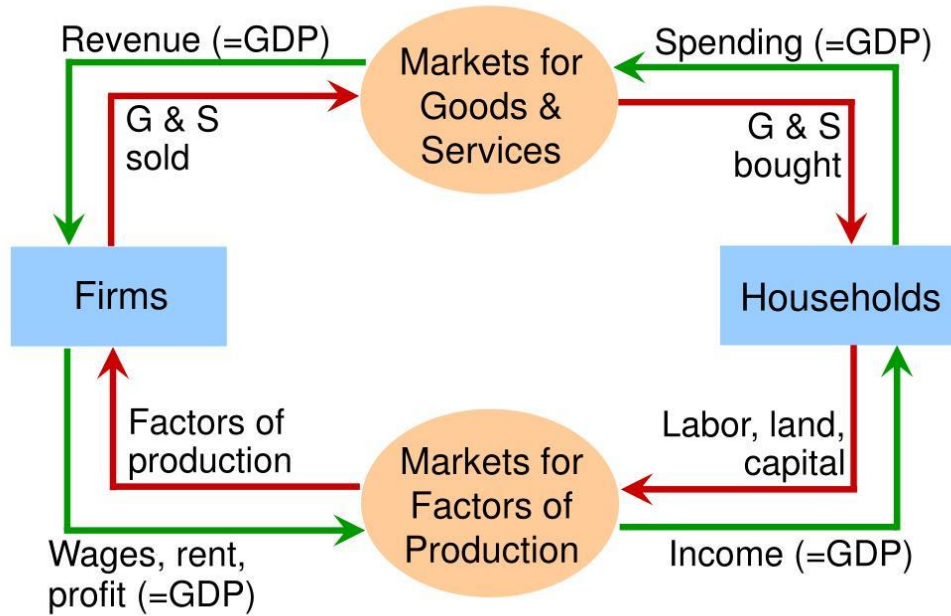 Revenue (=GDP)
Markets for
Goods &
Services
Spending (=GDP)
G & S
sold
G & S
bought
Firms
Households
Factors of
production
Markets for
Factors of
Production
Labor, land,
capital
Wages, rent,
profit (=GDP)
Income (=GDP)